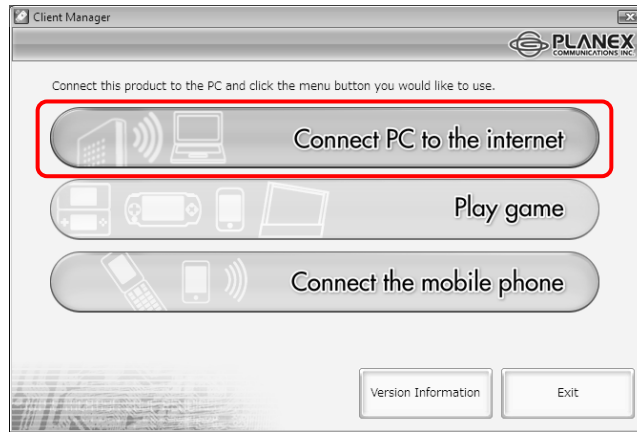 Client Manager
PLANEX
COMMUNICATIONS INC.
Connect this product to the PC and click the menu button you would like to use.
Connect PC to the internet
Play game
Connect the mobile phone
Version Information
Exit